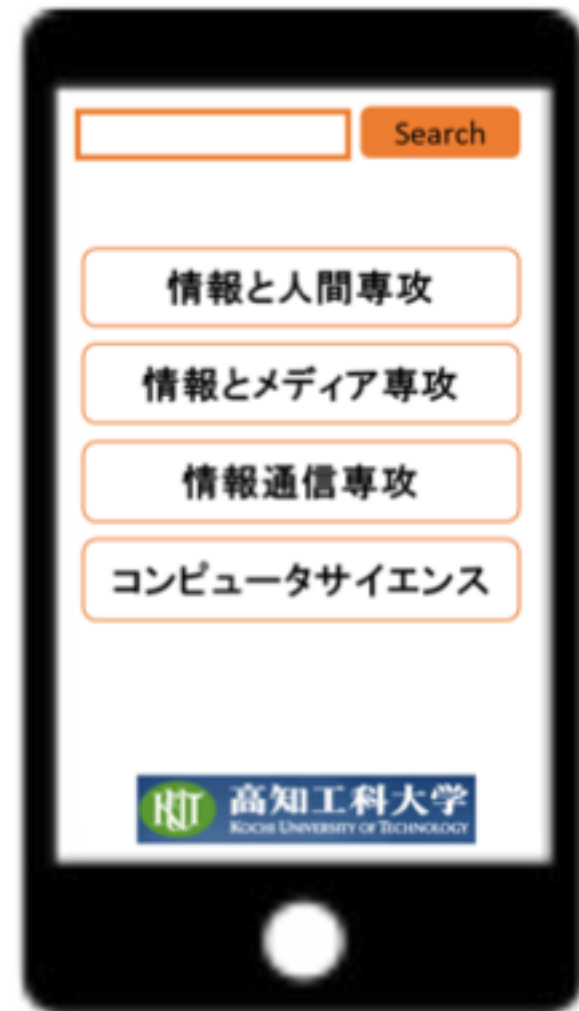 Search
情報と人間専攻
情報とメディア専攻
情報通信専攻
コンピュータサイエンス
KUT 高知工科大学
KOCHI UNIVERSITY OF TECHNOLOGY